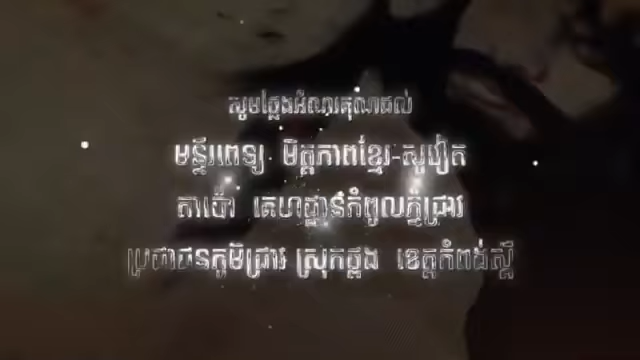 សូមថ្លែងអំណរគុណដល់
មន្ទីរពេទ្យ មិត្តភាពខ្មែរ-សូវៀត
តាប៉ៅ គេហដ្ឋានកំពូលភ្នំជ្រាវ
ប្រជាជនភូមិជ្រាវ ស្រុកថ្ពង ខេត្តកំពង់ស្ពឺ